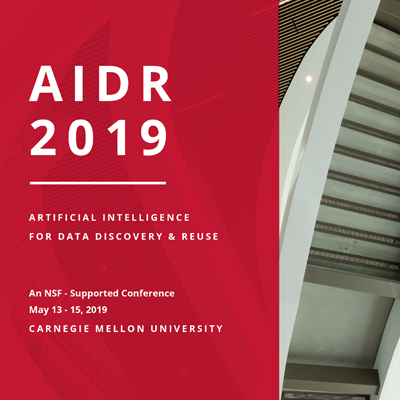 AIDR
2019
ARTIFICIAL INTELLIGENCE
FOR DATA DISCOVERY & REUSE
An NSF - Supported Conference
May 13 - 15, 2019
CARNEGIE MELLON UNIVERSITY